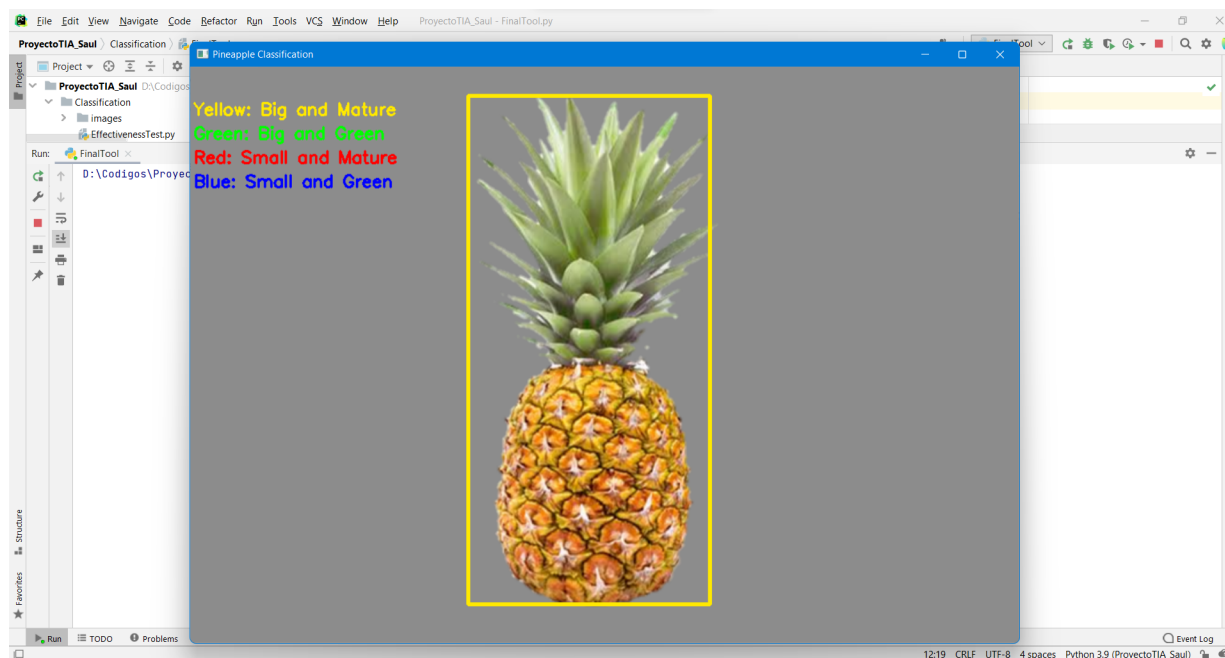 File Edit View Navigate Code Refactor Run Tools VCS Window Help ProyectoTIA_Saul - FinalTool.py
ProyectoTIA_Saul Classification
Pineapple Classification
Project
Project
ProyectoTIA_Saul D:\Codigos
Classification
images
EffectivenessTest.py
Run: FinalTool
D:\Codigos\Proyec
Yellow: Big and Mature
Green: Big and Green
Red: Small and Mature
Blue: Small and Green
Structure
Favorites
Run TODO Problems Event Log
12:19 CRLF UTF-8 4 spaces Python 3.9 (ProyectoTIA_Saul)